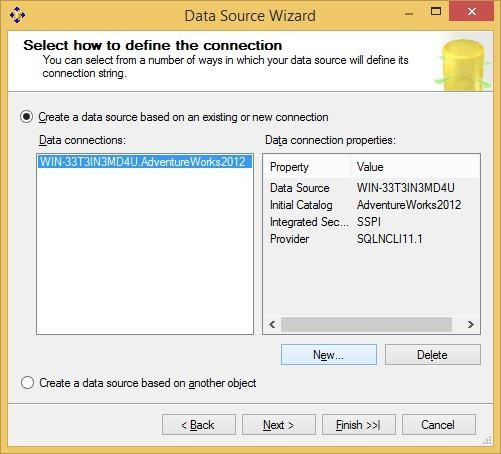 Data Source Wizard
Select how to define the connection
You can select from a number of ways in which your data source will define its
connection string.
Create a data source based on an existing or new connection
Data connections:
Data connection properties:
WIN-33T3IN3MD4U.AdventureWorks2012
Property Value
Data Source WIN-33T3IN3MD4U
Initial Catalog AdventureWorks2012
Integrated Sec... SSPI
Provider SQLNCLI11.1
New... Delete
Create a data source based on another object
< Back Next > Finish >>| Cancel